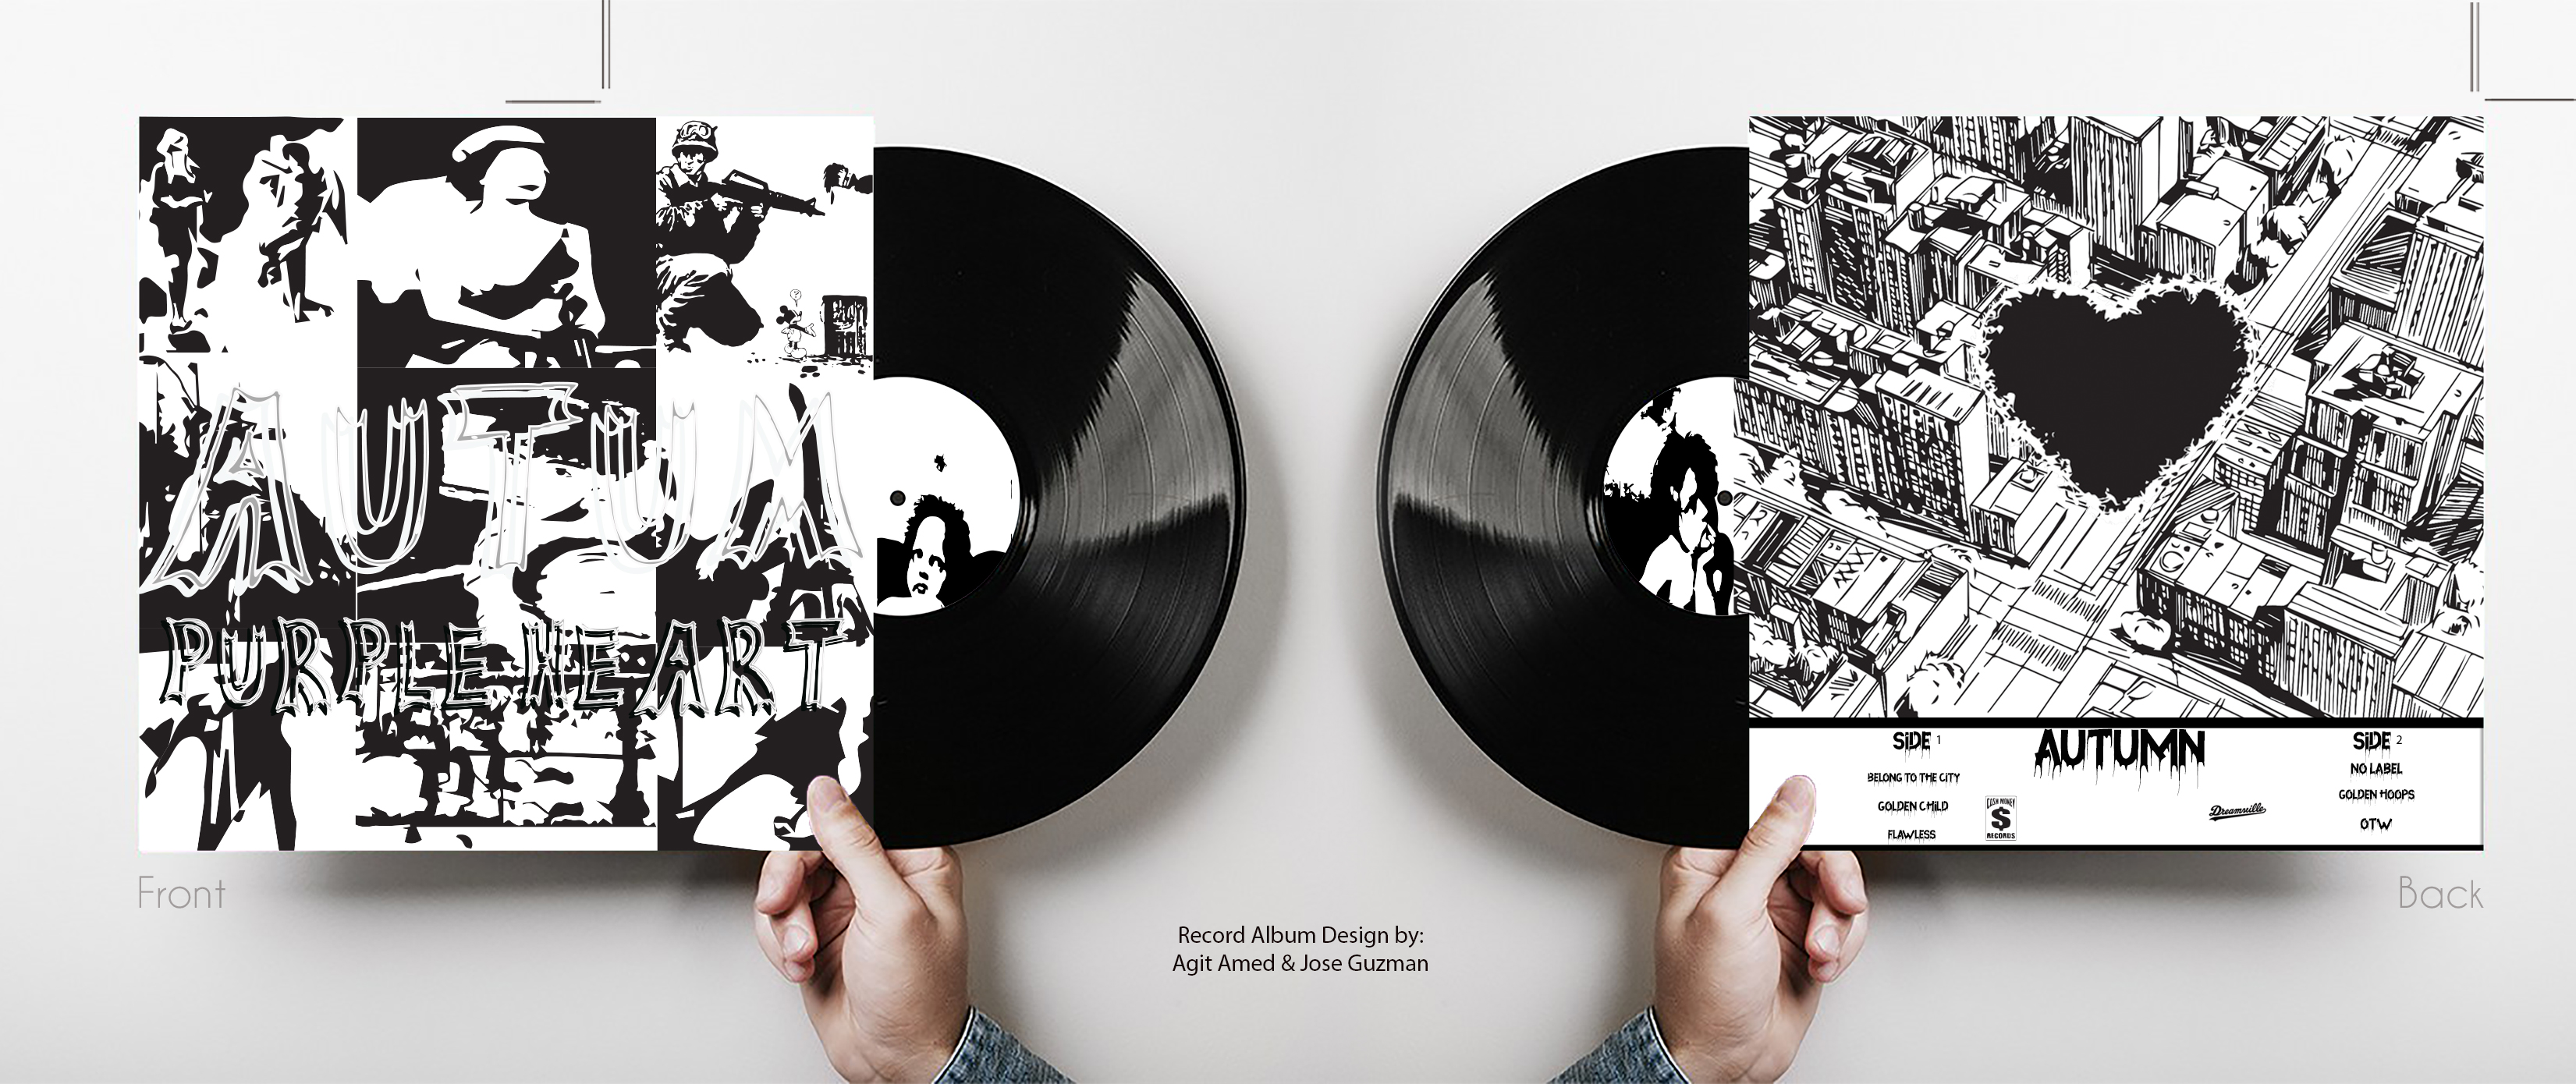 AUTUM
PURPLE HEART
Front
SiDE 1
BELONG TO THE CITY
GOLDEN CHiLD
FLAWLESS
AUTUMN
CASH MONEY
$
RECORDS
Dreamville
SiDE 2
NO LABEL
GOLDEN HOOPS
OTW
Back
Record Album Design by:
Agit Amed & Jose Guzman